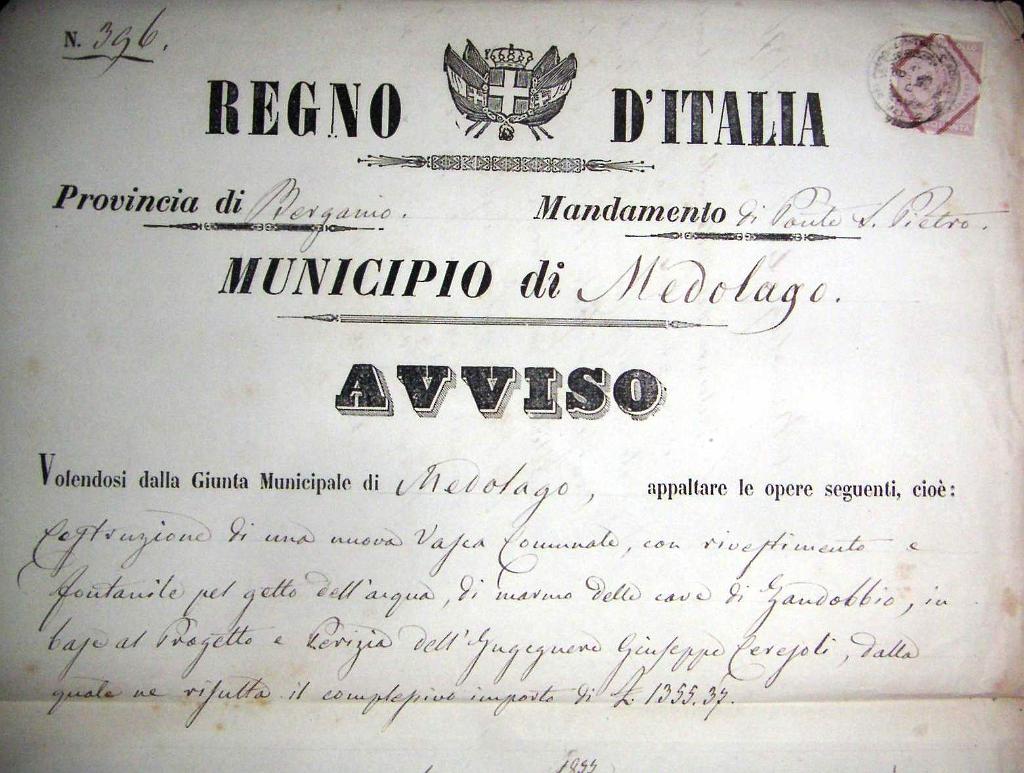 N. 396.
REGNO D'ITALIA
Provincia di Bergamo. Mandamento di Ponte S. Pietro.
MUNICIPIO di Medolago.
AVVISO
Volendosi dalla Giunta Municipale di Medolago, appaltare le opere seguenti, cioè:
Costruzione di una nuova Vasca Comunale, con rivestimento e
fontanile pel getto dell'acqua, di marmo delle cave di Gandobbio, in
base al Progetto e Perizia dell'Ingegnere Giuseppe Ceresoli, dalla
quale ne risulta il complessivo importo di £ 1355.37.